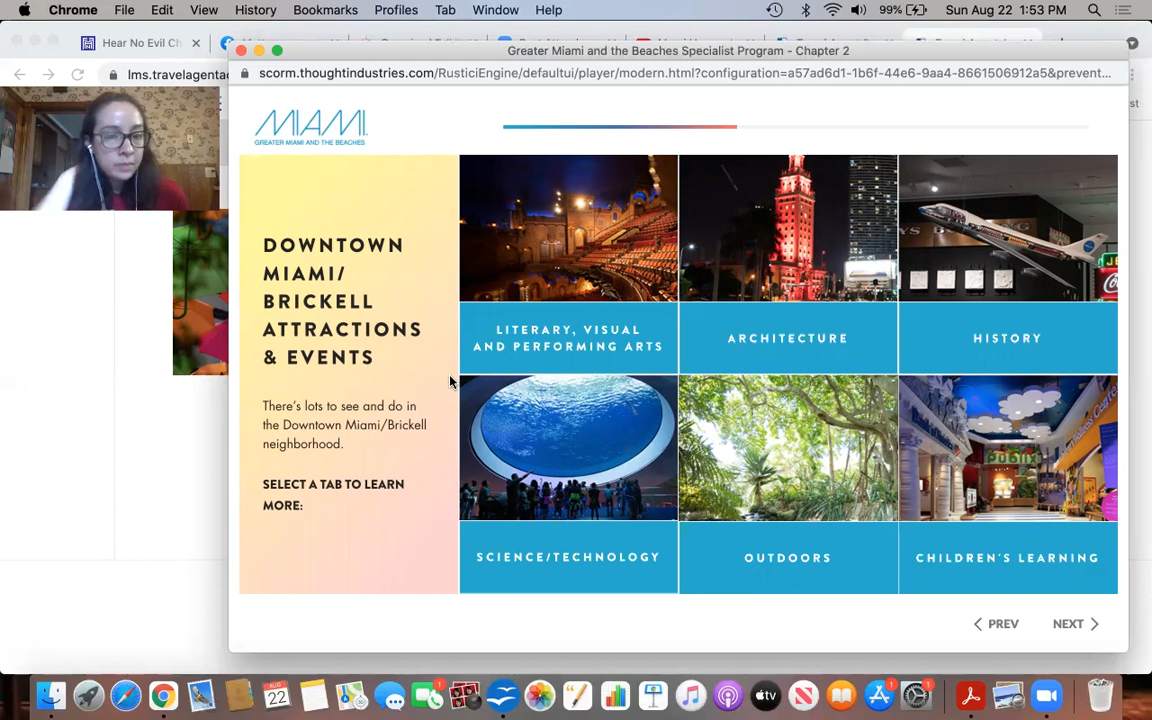 Chrome File Edit View History Bookmarks Profiles Tab Window Help 99% Sun Aug 22 1:53 PM
Hear No Evil Ch
Greater Miami and the Beaches Specialist Program - Chapter 2
lms.travelagentac
scorm.thoughtindustries.com/RusticiEngine/defaultui/player/modern.html?configuration=a57ad6d1-1b6f-44e6-9aa4-8661506912a5&prevent...
MIAMI
GREATER MIAMI AND THE BEACHES
DOWNTOWN
MIAMI/
BRICKELL
ATTRACTIONS
& EVENTS
There's lots to see and do in
the Downtown Miami/Brickell
neighborhood.
SELECT A TAB TO LEARN
MORE:
LITERARY, VISUAL
AND PERFORMING ARTS
ARCHITECTURE
HISTORY
SCIENCE/TECHNOLOGY
OUTDOORS
CHILDREN'S LEARNING
PREV NEXT